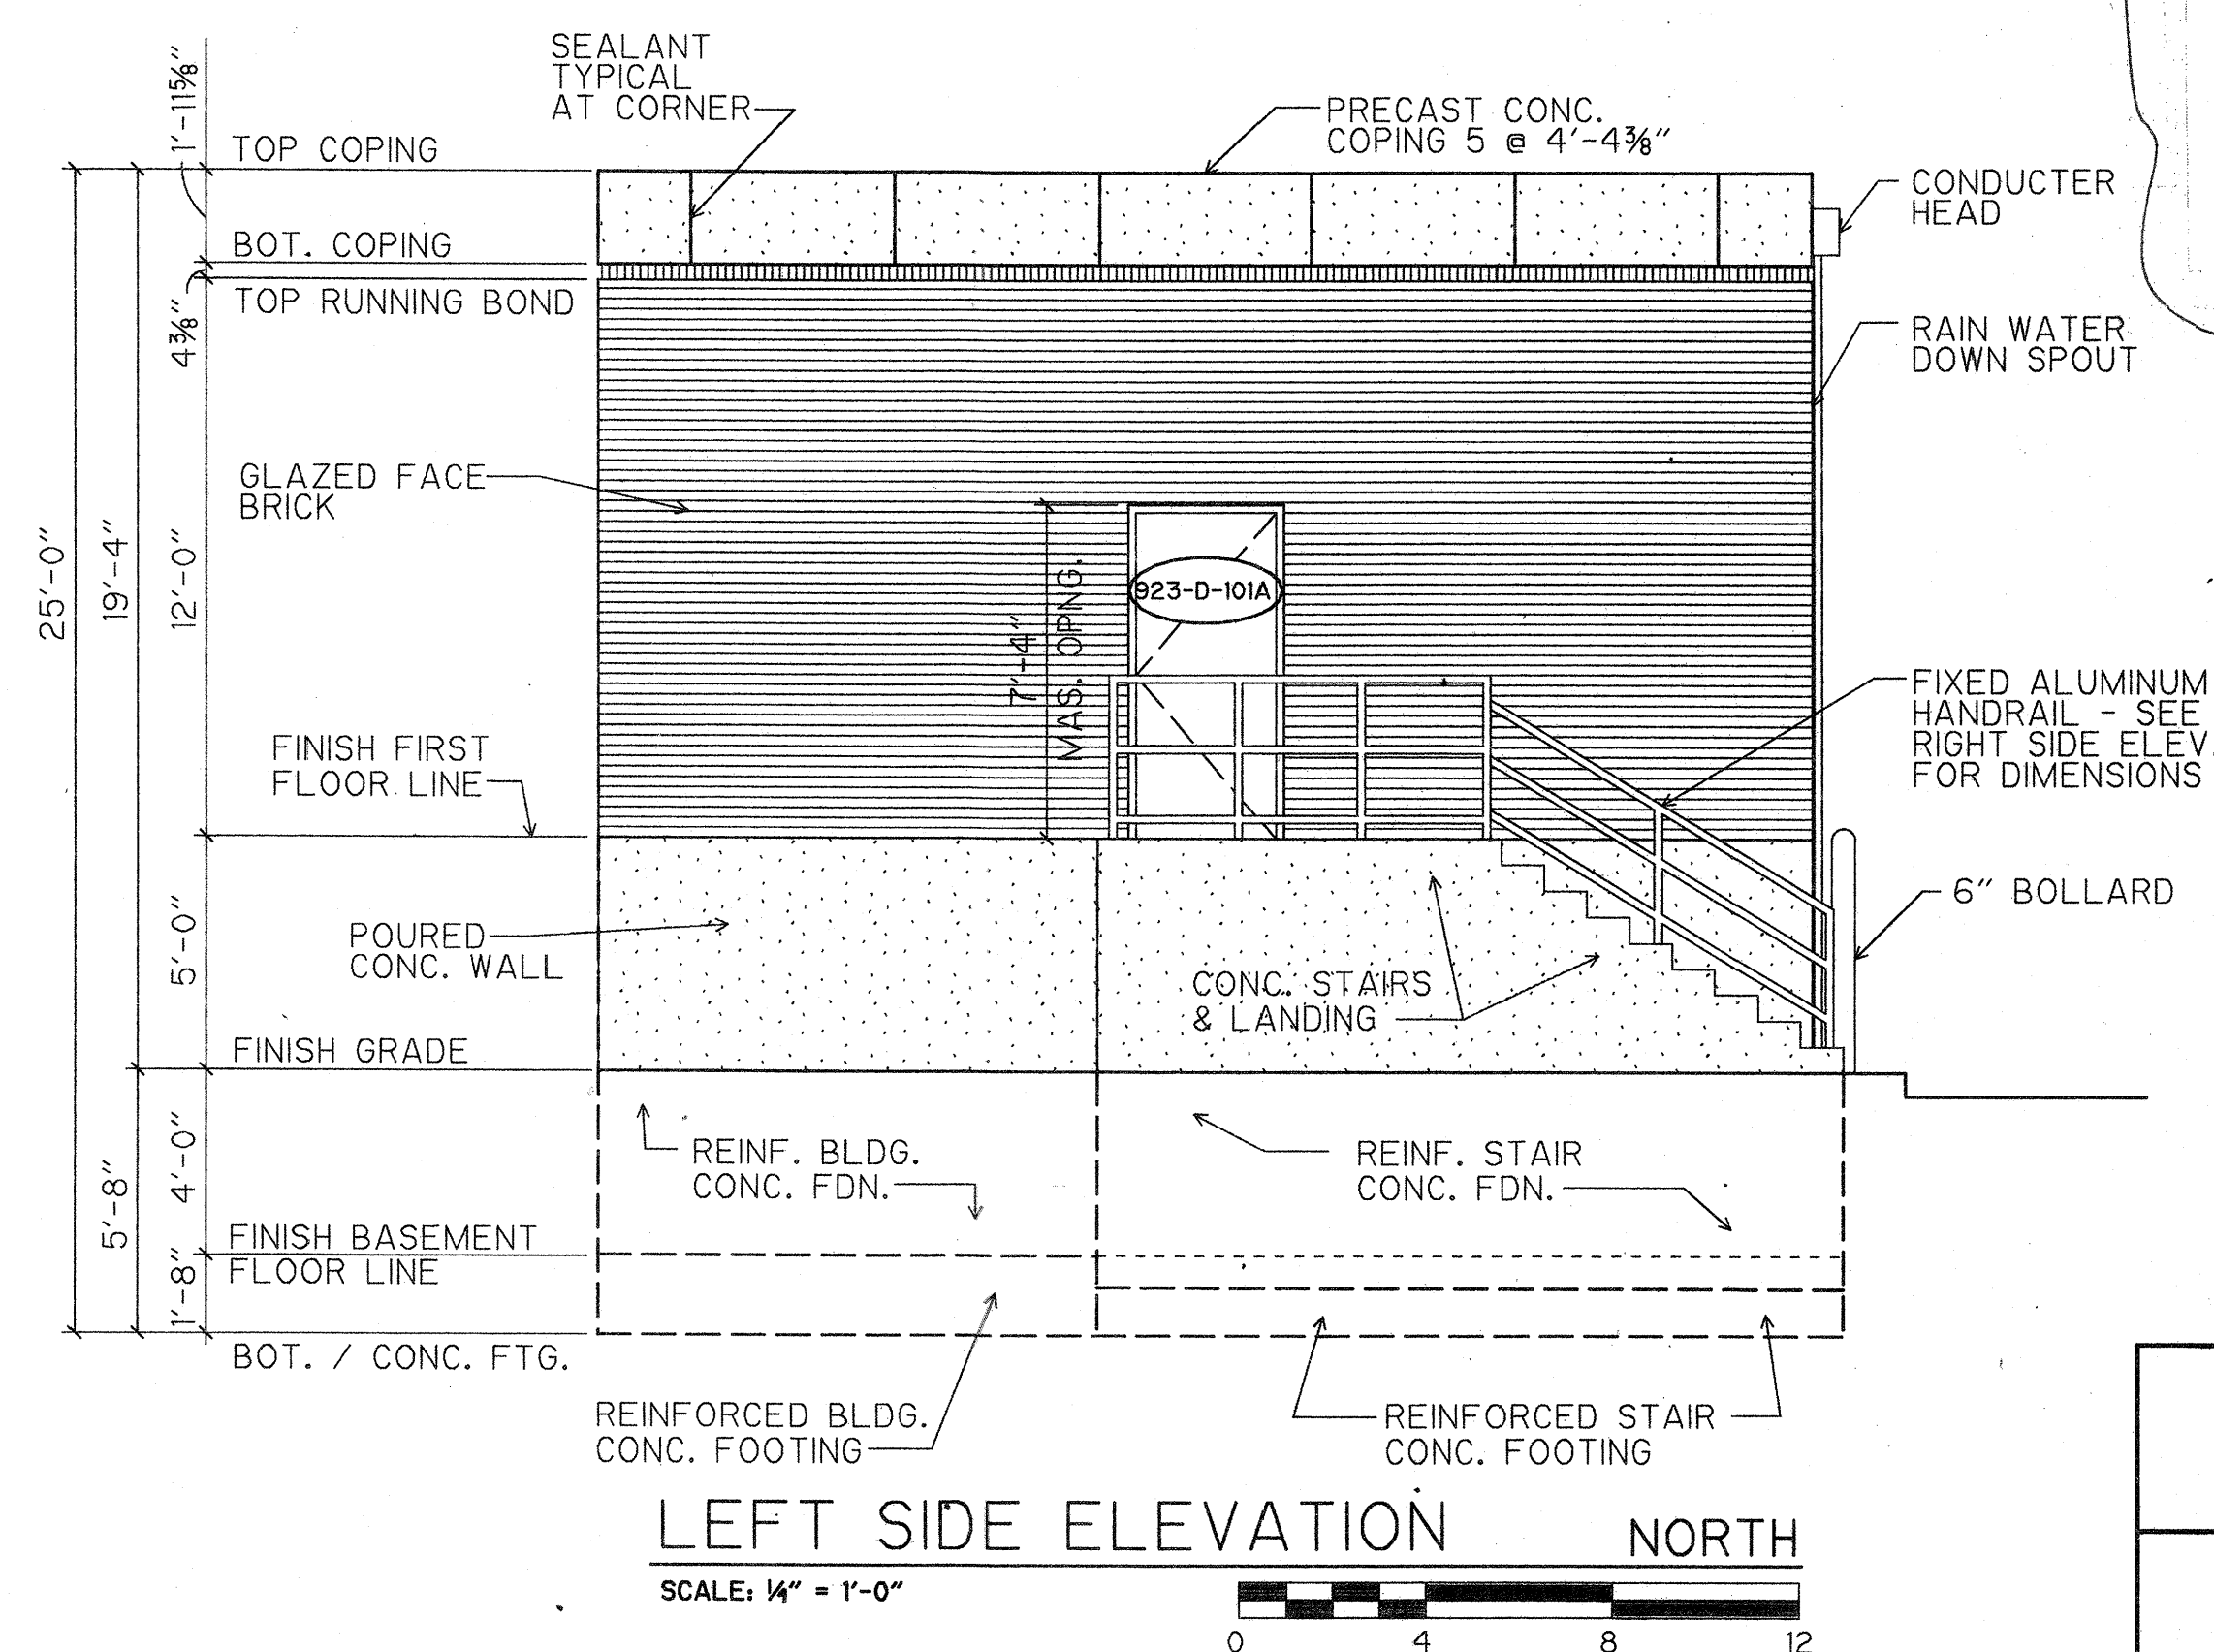 SEALANT
TYPICAL
AT CORNER
PRECAST CONC.
COPING 5 @ 4'-4⅜"
1'-11⅝"
TOP COPING
CONDUCTER
HEAD
BOT. COPING
TOP RUNNING BOND
4⅜"
RAIN WATER
DOWN SPOUT
GLAZED FACE
BRICK
25'-0"
19'-4"
12'-0"
923-D-101A
7'-4"
MAS. OPNG.
FIXED ALUMINUM
HANDRAIL - SEE
RIGHT SIDE ELEV.
FOR DIMENSIONS
FINISH FIRST
FLOOR LINE
6" BOLLARD
5'-0"
POURED
CONC. WALL
CONC. STAIRS
& LANDING
FINISH GRADE
5'-8"
4'-0"
REINF. BLDG.
CONC. FDN.
REINF. STAIR
CONC. FDN.
FINISH BASEMENT
FLOOR LINE
1'-8"
BOT. / CONC. FTG.
REINFORCED BLDG.
CONC. FOOTING
REINFORCED STAIR
CONC. FOOTING
LEFT SIDE ELEVATION NORTH
SCALE: ¼" = 1'-0"
0 4 8 12